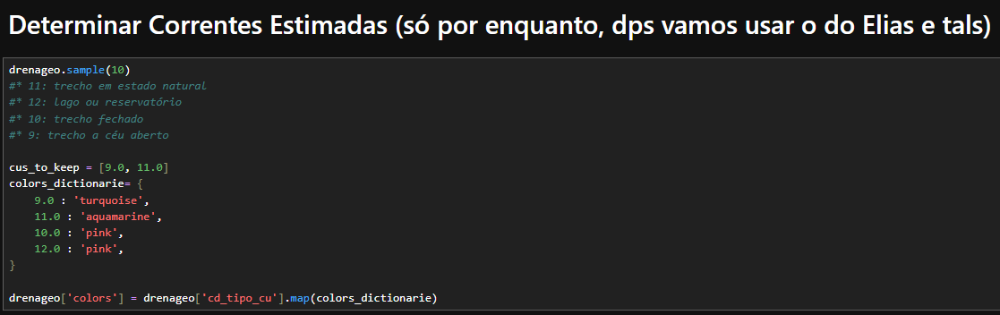 Determinar Correntes Estimadas (só por enquanto, dps vamos usar o do Elias e tals)
drenageo.sample(10)
#* 11: trecho em estado natural
#* 12: lago ou reservatório
#* 10: trecho fechado
#* 9: trecho a céu aberto
cus_to_keep = [9.0, 11.0]
colors_dictionarie= {
    9.0 : 'turquoise',
    11.0 : 'aquamarine',
    10.0 : 'pink',
    12.0 : 'pink',
}
drenageo['colors'] = drenageo['cd_tipo_cu'].map(colors_dictionarie)